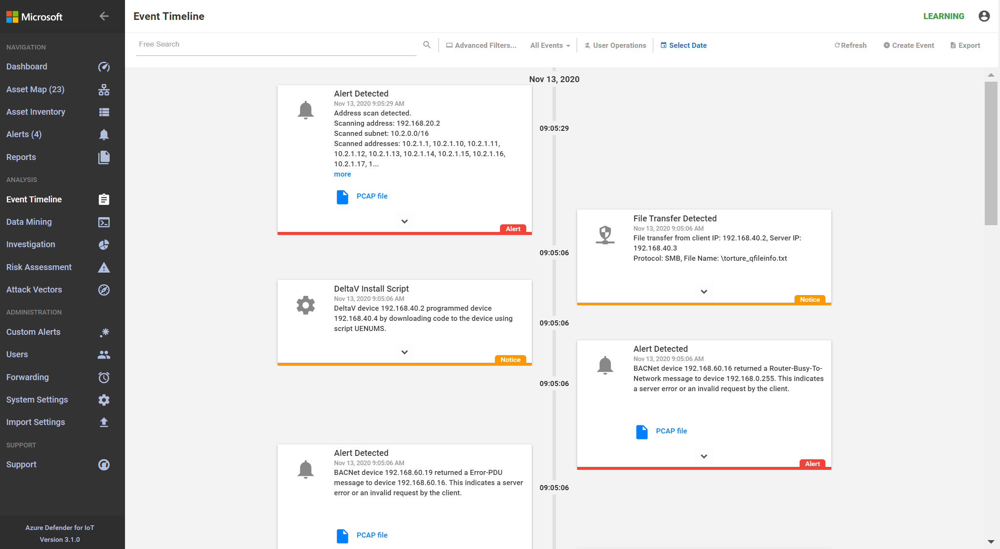 Microsoft
NAVIGATION
Dashboard
Asset Map (23)
Asset Inventory
Alerts (4)
Reports
ANALYSIS
Event Timeline
Data Mining
Investigation
Risk Assessment
Attack Vectors
ADMINISTRATION
Custom Alerts
Users
Forwarding
System Settings
Import Settings
SUPPORT
Support
Azure Defender for IoT
Version 3.1.0
Event Timeline
LEARNING
Free Search
Advanced Filters...
All Events
User Operations
Select Date
Refresh
Create Event
Export
Nov 13, 2020
Alert Detected
Nov 13, 2020 9:05:29 AM
Address scan detected.
Scanning address: 192.168.20.2
Scanned subnet: 10.2.0.0/16
Scanned addresses: 10.2.1.1, 10.2.1.10, 10.2.1.11,
10.2.1.12, 10.2.1.13, 10.2.1.14, 10.2.1.15, 10.2.1.16,
10.2.1.17, 1...
more
PCAP file
Alert
09:05:29
File Transfer Detected
Nov 13, 2020 9:05:06 AM
File transfer from client IP: 192.168.40.2, Server IP:
192.168.40.3
Protocol: SMB, File Name: \torture_qfileinfo.txt
Notice
09:05:06
DeltaV Install Script
Nov 13, 2020 9:05:06 AM
DeltaV device 192.168.40.2 programmed device
192.168.40.4 by downloading code to the device using
script UENUMS.
Notice
09:05:06
Alert Detected
Nov 13, 2020 9:05:06 AM
BACNet device 192.168.60.16 returned a Router-Busy-To-
Network message to device 192.168.0.255. This indicates
a server error or an invalid request by the client.
PCAP file
Alert
09:05:06
Alert Detected
Nov 13, 2020 9:05:06 AM
BACNet device 192.168.60.19 returned a Error-PDU
message to device 192.168.60.16. This indicates a server
error or an invalid request by the client.
PCAP file
09:05:06